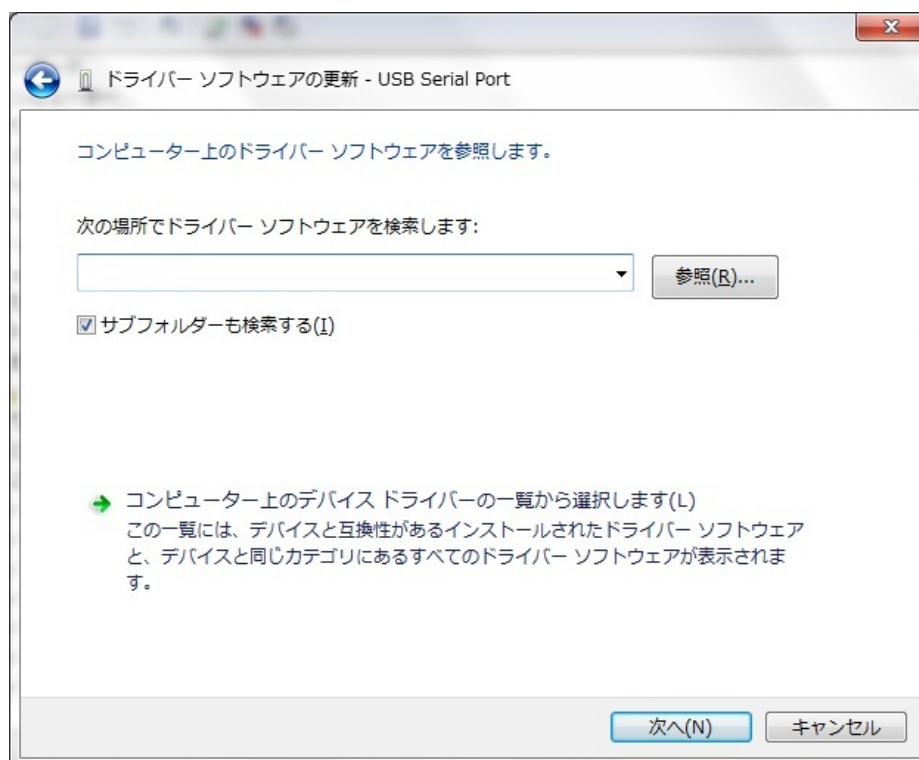 X
ドライバー ソフトウェアの更新 - USB Serial Port
コンピューター上のドライバー ソフトウェアを参照します。
次の場所でドライバー ソフトウェアを検索します:
参照(R)...
サブフォルダーも検索する(I)
コンピューター上のデバイス ドライバーの一覧から選択します(L)
この一覧には、デバイスと互換性があるインストールされたドライバー ソフトウェア
と、デバイスと同じカテゴリにあるすべてのドライバー ソフトウェアが表示されま
す。
次へ(N)
キャンセル